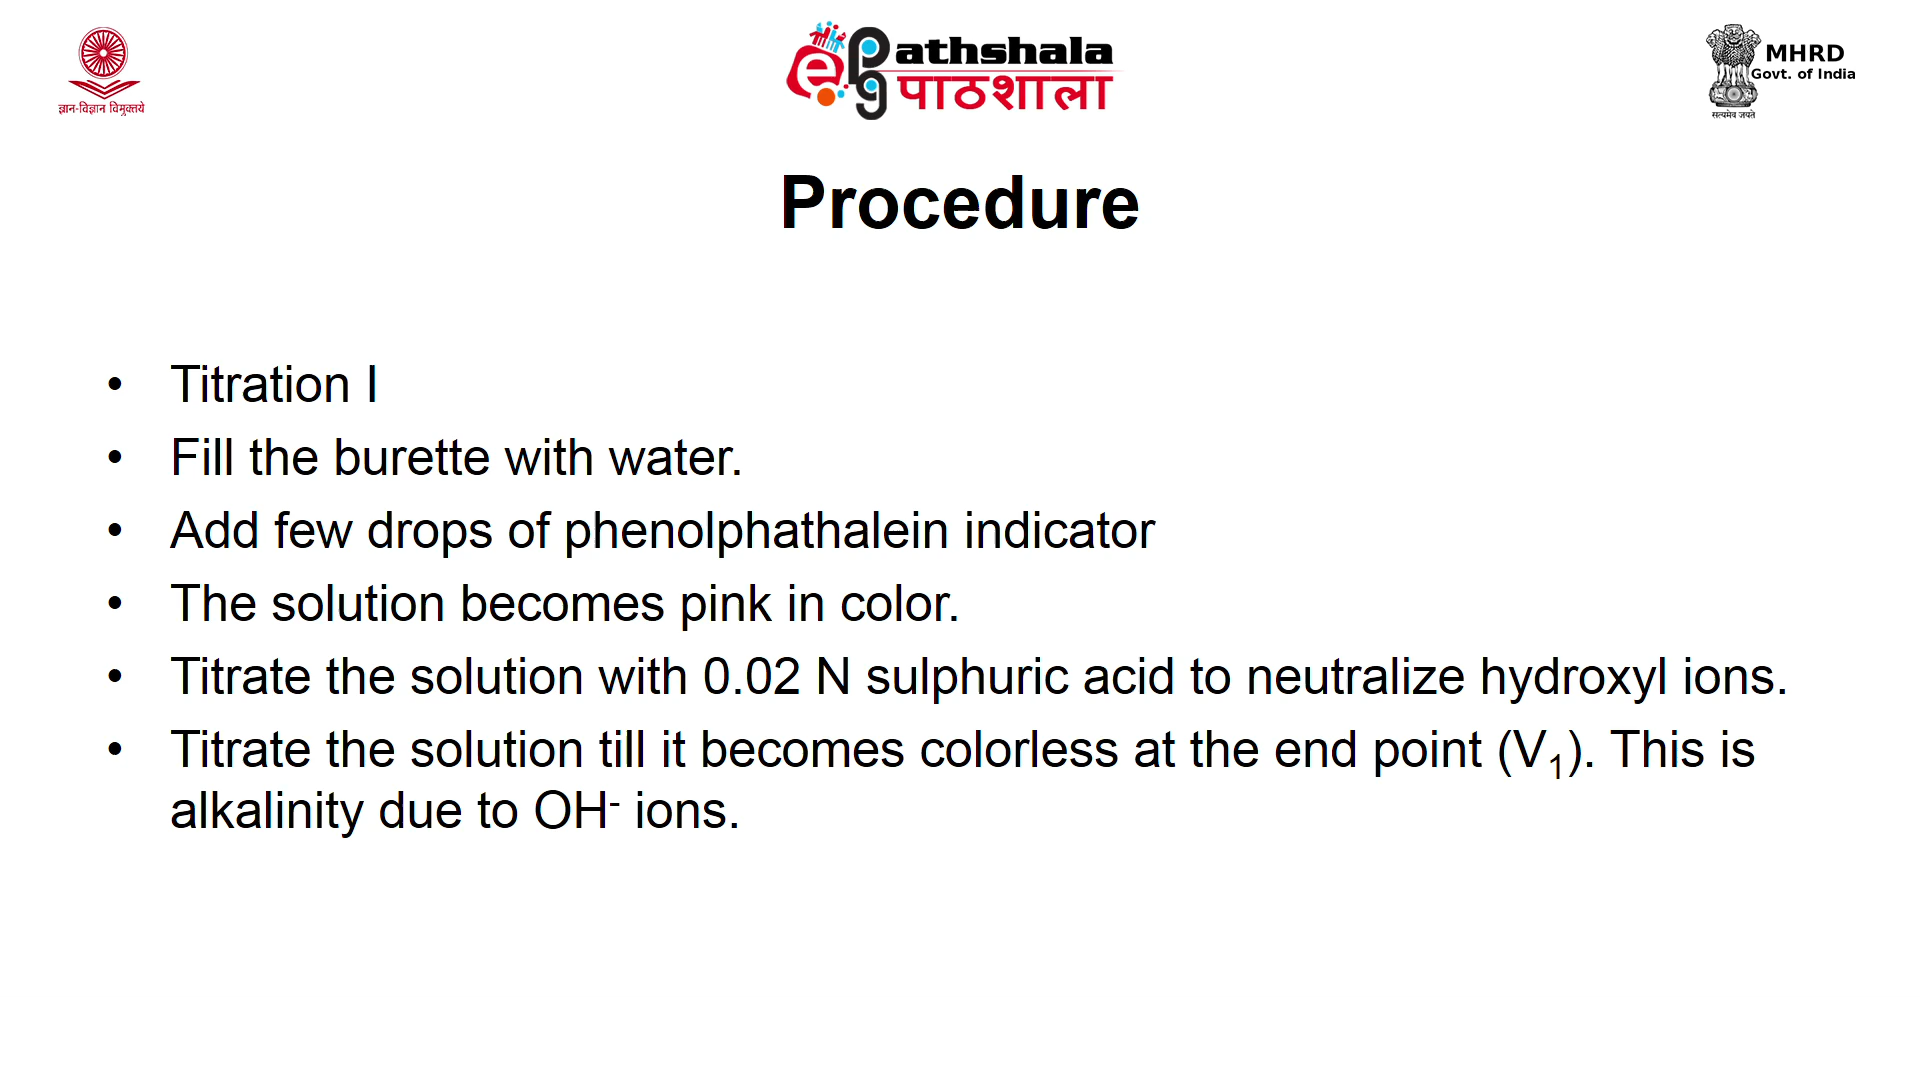 ज्ञान-विज्ञान विमुक्तये
ePGathshala
पाठशाला
MHRD
Govt. of India
सत्यमेव जयते
Procedure
• Titration I
• Fill the burette with water.
• Add few drops of phenolphathalein indicator
• The solution becomes pink in color.
• Titrate the solution with 0.02 N sulphuric acid to neutralize hydroxyl ions.
• Titrate the solution till it becomes colorless at the end point (V₁). This is
alkalinity due to OH⁻ ions.